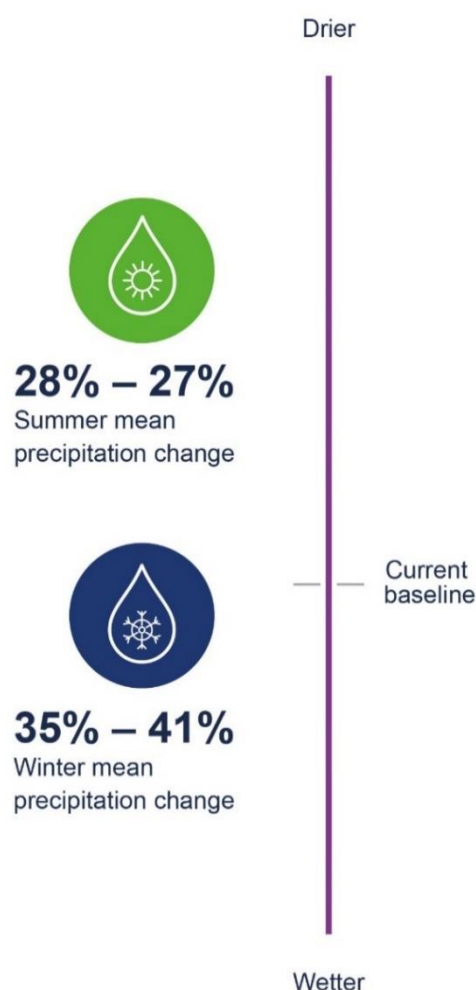 Drier
28% – 27%
Summer mean
precipitation change
Current
baseline
35% – 41%
Winter mean
precipitation change
Wetter